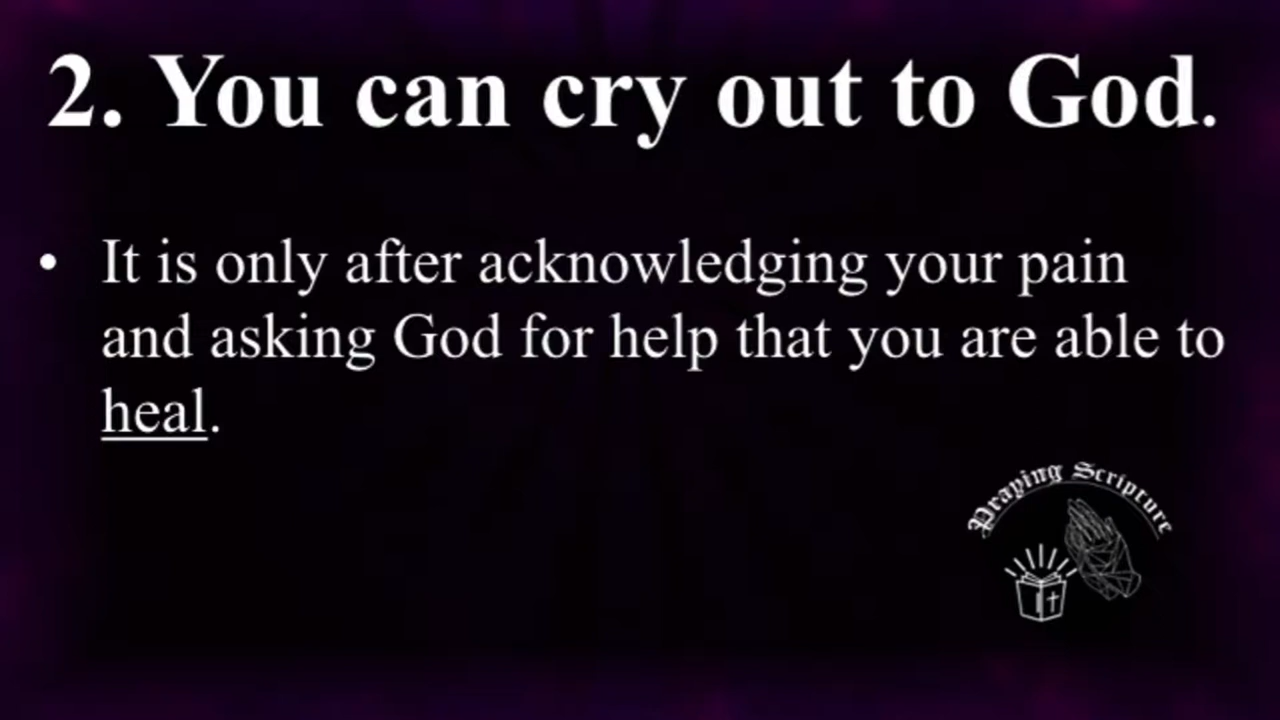 2. You can cry out to God.
• It is only after acknowledging your pain
and asking God for help that you are able to
heal.
Praying Scripture